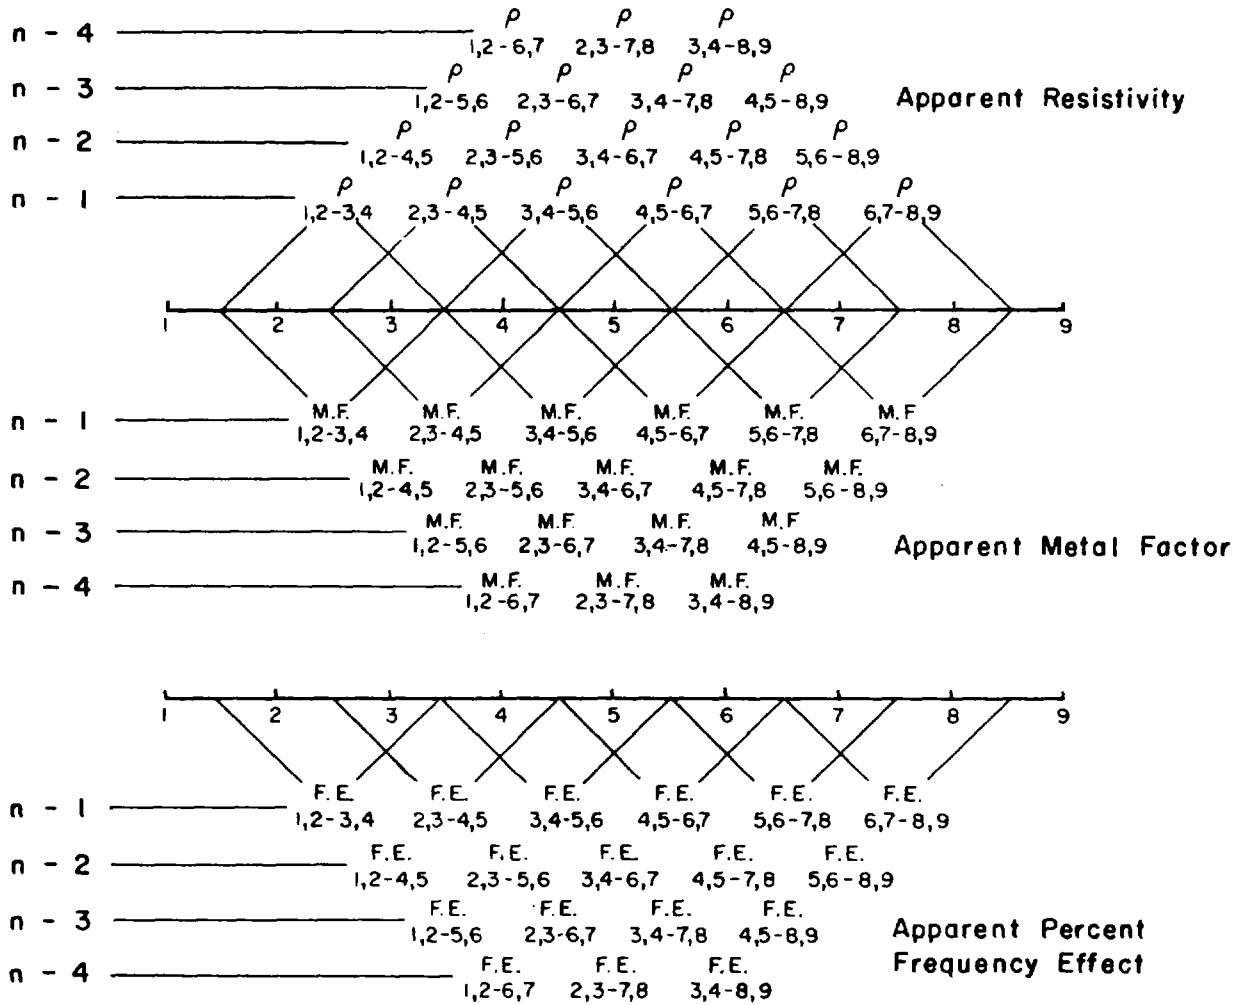 ρ ρ ρ
n - 4 1,2-6,7 2,3-7,8 3,4-8,9
ρ ρ ρ ρ
n - 3 1,2-5,6 2,3-6,7 3,4-7,8 4,5-8,9 Apparent Resistivity
ρ ρ ρ ρ ρ
n - 2 1,2-4,5 2,3-5,6 3,4-6,7 4,5-7,8 5,6-8,9
ρ ρ ρ ρ ρ ρ
n - 1 1,2-3,4 2,3-4,5 3,4-5,6 4,5-6,7 5,6-7,8 6,7-8,9
1 2 3 4 5 6 7 8 9
M.F. M.F. M.F. M.F. M.F. M.F
n - 1 1,2-3,4 2,3-4,5 3,4-5,6 4,5-6,7 5,6-7,8 6,7-8,9
M.F. M.F. M.F. M.F. M.F.
n - 2 1,2-4,5 2,3-5,6 3,4-6,7 4,5-7,8 5,6-8,9
M.F. M.F. M.F. M.F
n - 3 1,2-5,6 2,3-6,7 3,4-7,8 4,5-8,9 Apparent Metal Factor
M.F. M.F. M.F.
n - 4 1,2-6,7 2,3-7,8 3,4-8,9
1 2 3 4 5 6 7 8 9
F.E. F.E. F.E. F.E. F.E. F.E.
n - 1 1,2-3,4 2,3-4,5 3,4-5,6 4,5-6,7 5,6-7,8 6,7-8,9
F.E. F.E. F.E. F.E. F.E.
n - 2 1,2-4,5 2,3-5,6 3,4-6,7 4,5-7,8 5,6-8,9
F.E. F.E. F.E. F.E.
n - 3 1,2-5,6 2,3-6,7 3,4-7,8 4,5-8,9 Apparent Percent
Frequency Effect
F.E. F.E. F.E.
n - 4 1,2-6,7 2,3-7,8 3,4-8,9